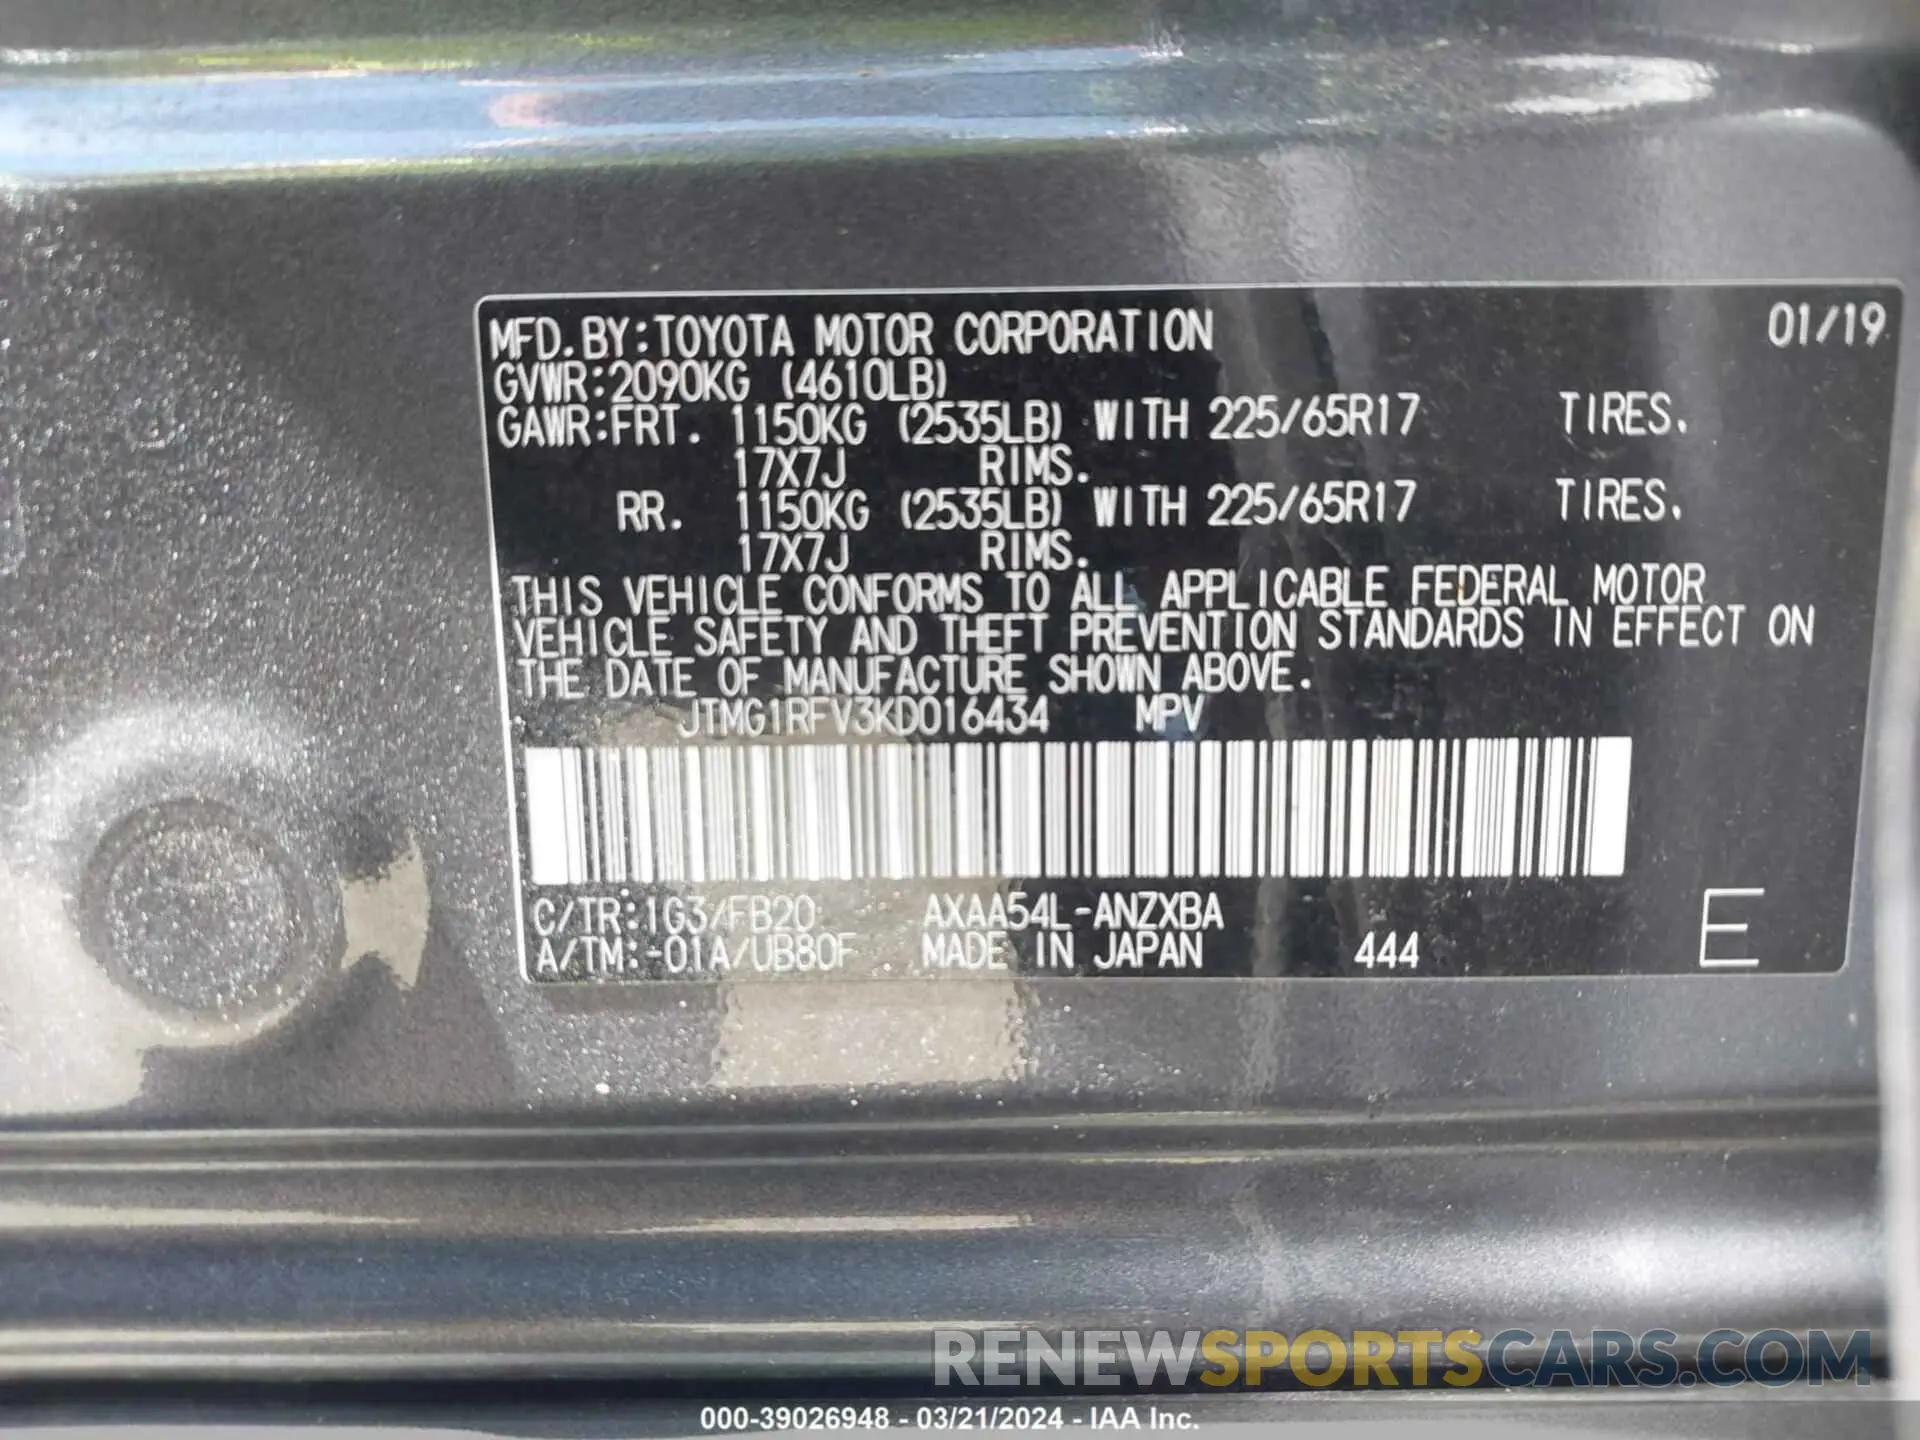 MFD.BY:TOYOTA MOTOR CORPORATION 01/19
GVWR:2090KG (4610LB)
GAWR:FRT. 1150KG (2535LB) WITH 225/65R17 TIRES.
17X7J RIMS.
RR. 1150KG (2535LB) WITH 225/65R17 TIRES.
17X7J RIMS.
THIS VEHICLE CONFORMS TO ALL APPLICABLE FEDERAL MOTOR
VEHICLE SAFETY AND THEFT PREVENTION STANDARDS IN EFFECT ON
THE DATE OF MANUFACTURE SHOWN ABOVE.
JTMG1RFV3KD016434 MPV
C/TR:1G3/FB20 AXAA54L-ANZXBA
A/TM:-01A/UB80F MADE IN JAPAN 444 E
RENEWSPORTSCARS.COM
000-39026948 - 03/21/2024 - IAA Inc.